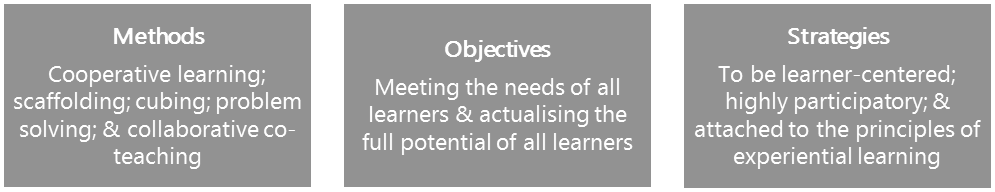 Methods
Cooperative learning;
scaffolding; cubing; problem
solving; & collaborative co-
teaching
Objectives
Meeting the needs of all
learners & actualising the
full potential of all learners
Strategies
To be learner-centered;
highly participatory; &
attached to the principles of
experiential learning